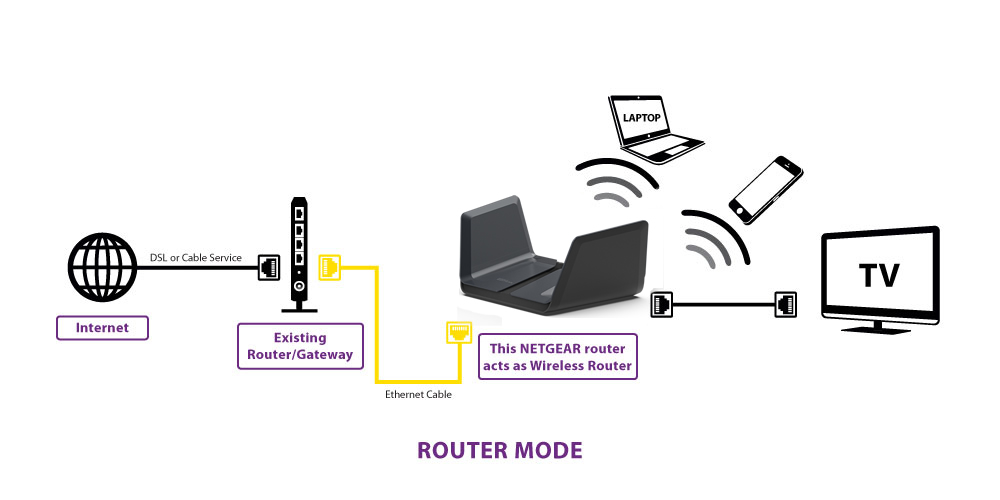 LAPTOP
DSL or Cable Service
TV
Internet
Existing
Router/Gateway
This NETGEAR router
acts as Wireless Router
Ethernet Cable
ROUTER MODE